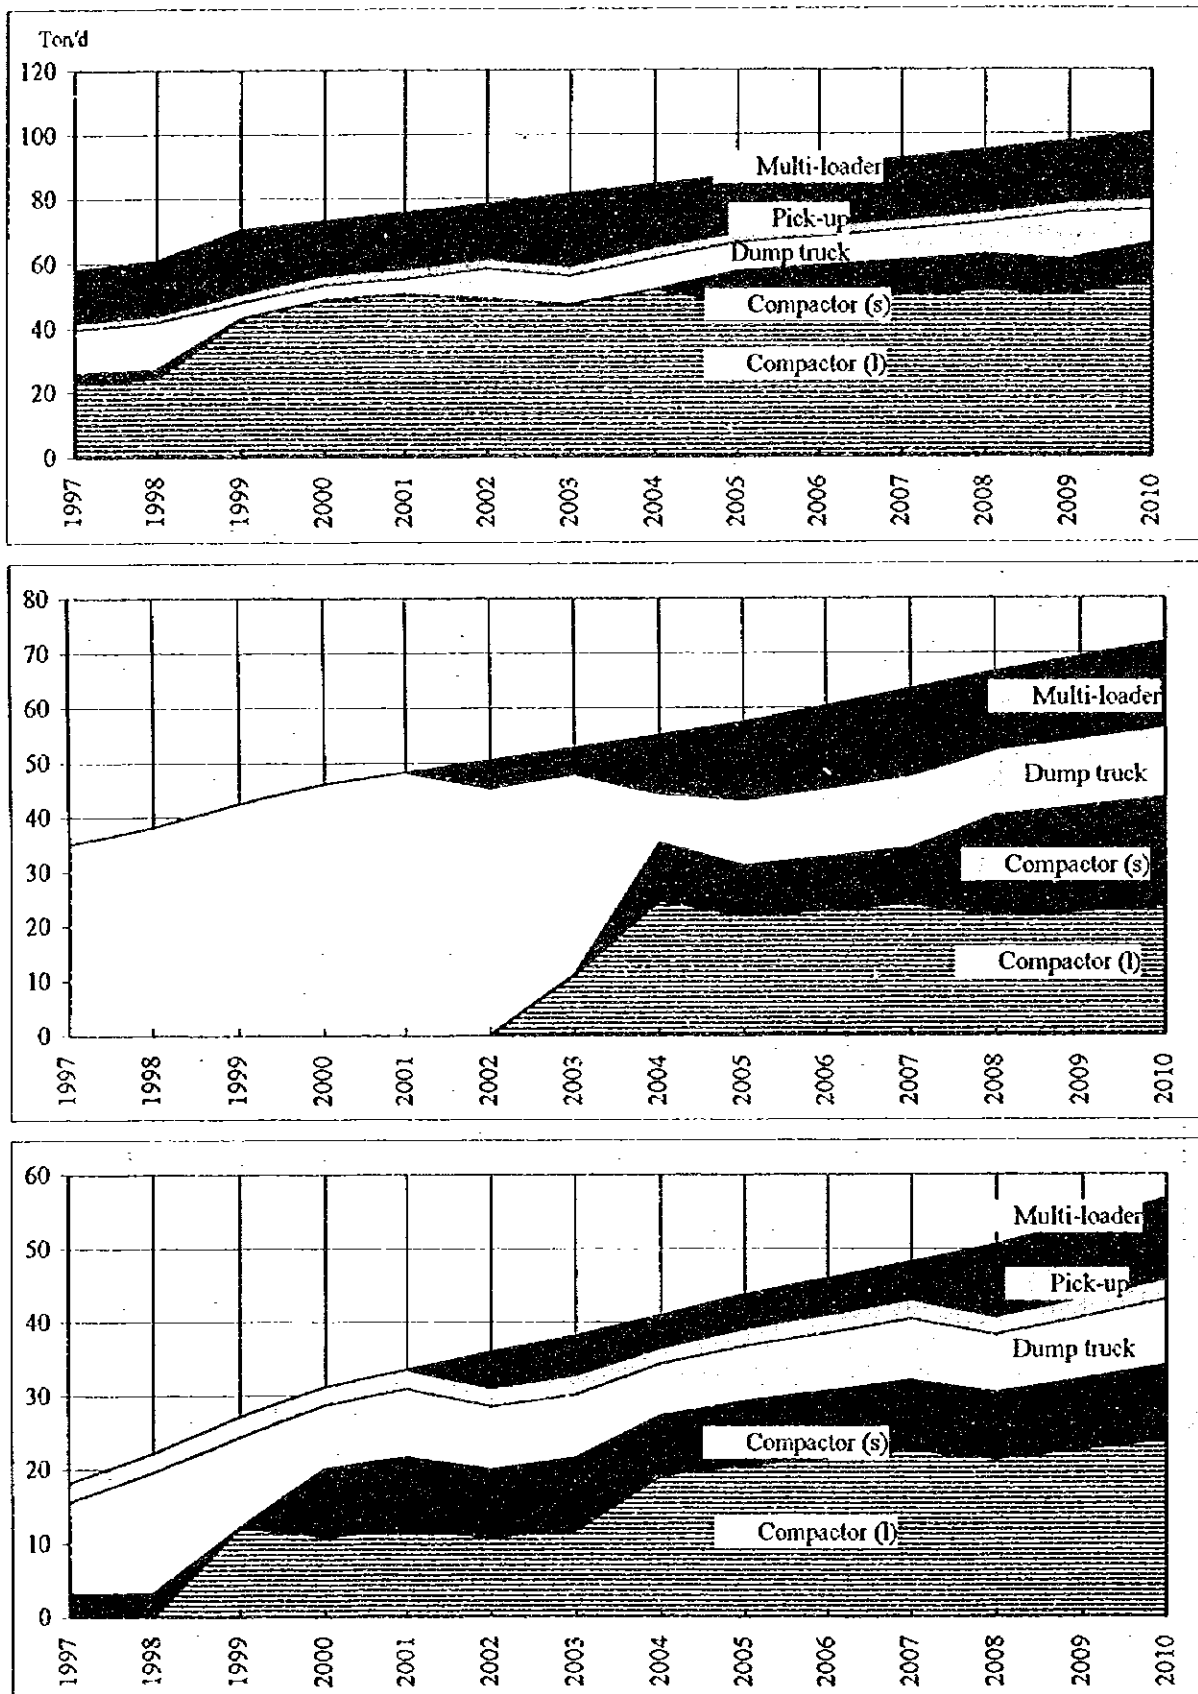 Ton/d
120
100
80
60
40
20
0
Multi-loader
Pick-up
Dump truck
Compactor (s)
Compactor (l)
1997 1998 1999 2000 2001 2002 2003 2004 2005 2006 2007 2008 2009 2010
80
70
60
50
40
30
20
10
0
Multi-loader
Dump truck
Compactor (s)
Compactor (l)
1997 1998 1999 2000 2001 2002 2003 2004 2005 2006 2007 2008 2009 2010
60
50
40
30
20
10
0
Multi-loader
Pick-up
Dump truck
Compactor (s)
Compactor (l)
1997 1998 1999 2000 2001 2002 2003 2004 2005 2006 2007 2008 2009 2010